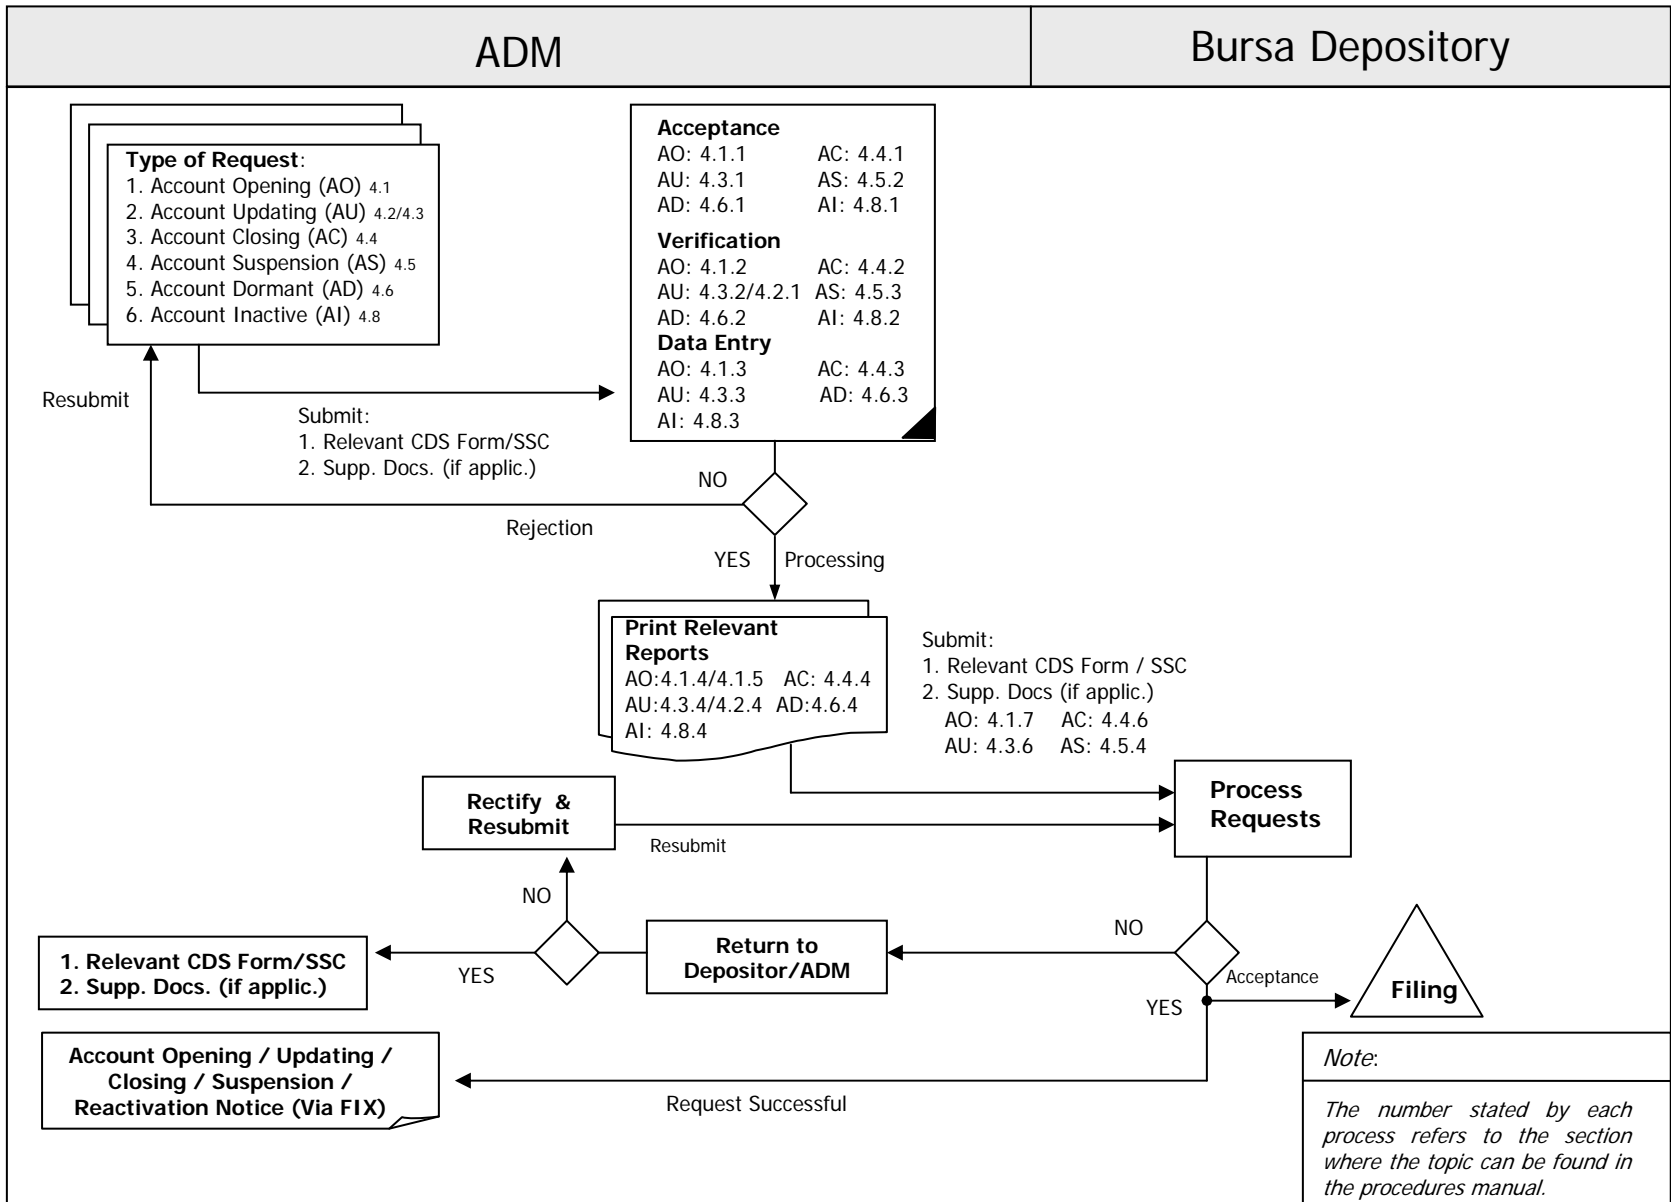 ADM
Bursa Depository
Type of Request:
1. Account Opening (AO) 4.1
2. Account Updating (AU) 4.2/4.3
3. Account Closing (AC) 4.4
4. Account Suspension (AS) 4.5
5. Account Dormant (AD) 4.6
6. Account Inactive (AI) 4.8
Acceptance
AO: 4.1.1 AC: 4.4.1
AU: 4.3.1 AS: 4.5.2
AD: 4.6.1 AI: 4.8.1
Verification
AO: 4.1.2 AC: 4.4.2
AU: 4.3.2/4.2.1 AS: 4.5.3
AD: 4.6.2 AI: 4.8.2
Data Entry
AO: 4.1.3 AC: 4.4.3
AU: 4.3.3 AD: 4.6.3
AI: 4.8.3
Resubmit
Submit:
1. Relevant CDS Form/SSC
2. Supp. Docs. (if applic.)
NO
Rejection
YES Processing
Print Relevant
Reports
AO:4.1.4/4.1.5 AC: 4.4.4
AU:4.3.4/4.2.4 AD:4.6.4
AI: 4.8.4
Submit:
1. Relevant CDS Form / SSC
2. Supp. Docs (if applic.)
AO: 4.1.7 AC: 4.4.6
AU: 4.3.6 AS: 4.5.4
Rectify &
Resubmit
Resubmit
Process
Requests
NO
YES
1. Relevant CDS Form/SSC
2. Supp. Docs. (if applic.)
Return to
Depositor/ADM
NO
Acceptance
YES
Filing
Account Opening / Updating /
Closing / Suspension /
Reactivation Notice (Via FIX)
Request Successful
Note:
The number stated by each
process refers to the section
where the topic can be found in
the procedures manual.